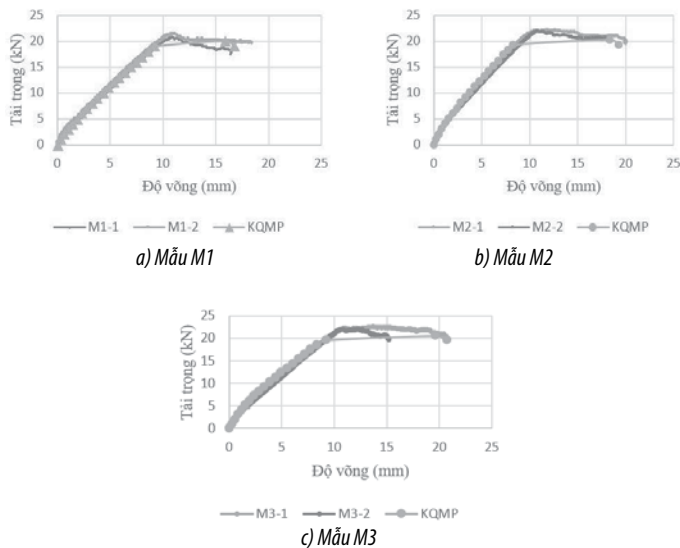 Tải trọng (kN)
25
20
15
10
5
0
0 5 10 15 20 25
Độ võng (mm)
M1-1 M1-2 KQMP
a) Mẫu M1
Tải trọng (kN)
25
20
15
10
5
0
0 5 10 15 20 25
Độ võng (mm)
M2-1 M2-2 KQMP
b) Mẫu M2
Tải trọng (kN)
25
20
15
10
5
0
0 5 10 15 20 25
Độ võng (mm)
M3-1 M3-2 KQMP
c) Mẫu M3